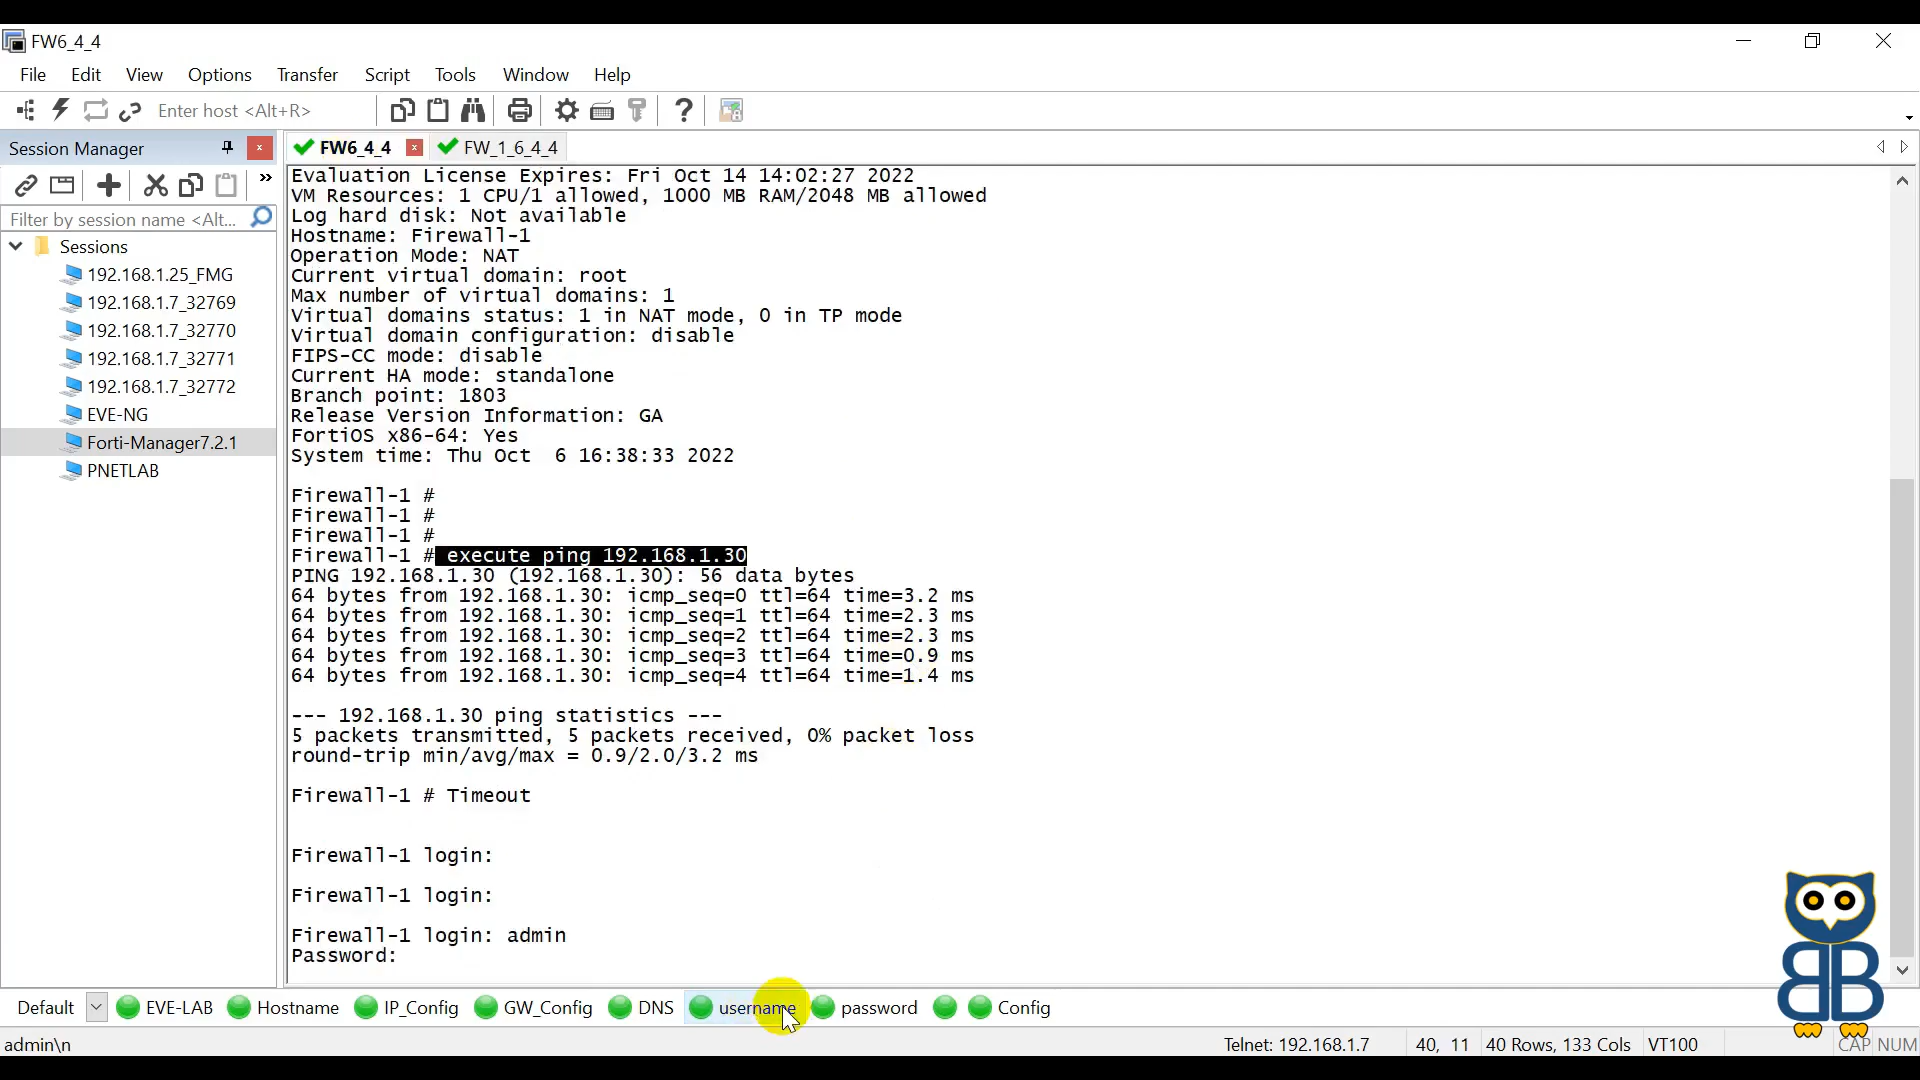 FW6_4_4
File Edit View Options Transfer Script Tools Window Help
Enter host <Alt+R>
Session Manager
FW6_4_4 FW_1_6_4_4
Filter by session name <Alt...
Sessions
192.168.1.25_FMG
192.168.1.7_32769
192.168.1.7_32770
192.168.1.7_32771
192.168.1.7_32772
EVE-NG
Forti-Manager7.2.1
PNETLAB
Evaluation License Expires: Fri Oct 14 14:02:27 2022
VM Resources: 1 CPU/1 allowed, 1000 MB RAM/2048 MB allowed
Log hard disk: Not available
Hostname: Firewall-1
Operation Mode: NAT
Current virtual domain: root
Max number of virtual domains: 1
Virtual domains status: 1 in NAT mode, 0 in TP mode
Virtual domain configuration: disable
FIPS-CC mode: disable
Current HA mode: standalone
Branch point: 1803
Release Version Information: GA
FortiOS x86-64: Yes
System time: Thu Oct  6 16:38:33 2022
Firewall-1 #
Firewall-1 #
Firewall-1 #
Firewall-1 # execute ping 192.168.1.30
PING 192.168.1.30 (192.168.1.30): 56 data bytes
64 bytes from 192.168.1.30: icmp_seq=0 ttl=64 time=3.2 ms
64 bytes from 192.168.1.30: icmp_seq=1 ttl=64 time=2.3 ms
64 bytes from 192.168.1.30: icmp_seq=2 ttl=64 time=2.3 ms
64 bytes from 192.168.1.30: icmp_seq=3 ttl=64 time=0.9 ms
64 bytes from 192.168.1.30: icmp_seq=4 ttl=64 time=1.4 ms
--- 192.168.1.30 ping statistics ---
5 packets transmitted, 5 packets received, 0% packet loss
round-trip min/avg/max = 0.9/2.0/3.2 ms
Firewall-1 # Timeout
Firewall-1 login:
Firewall-1 login:
Firewall-1 login: admin
Password:
Default EVE-LAB Hostname IP_Config GW_Config DNS username password Config
admin\n Telnet: 192.168.1.7 40, 11 40 Rows, 133 Cols VT100 CAP NUM
BB